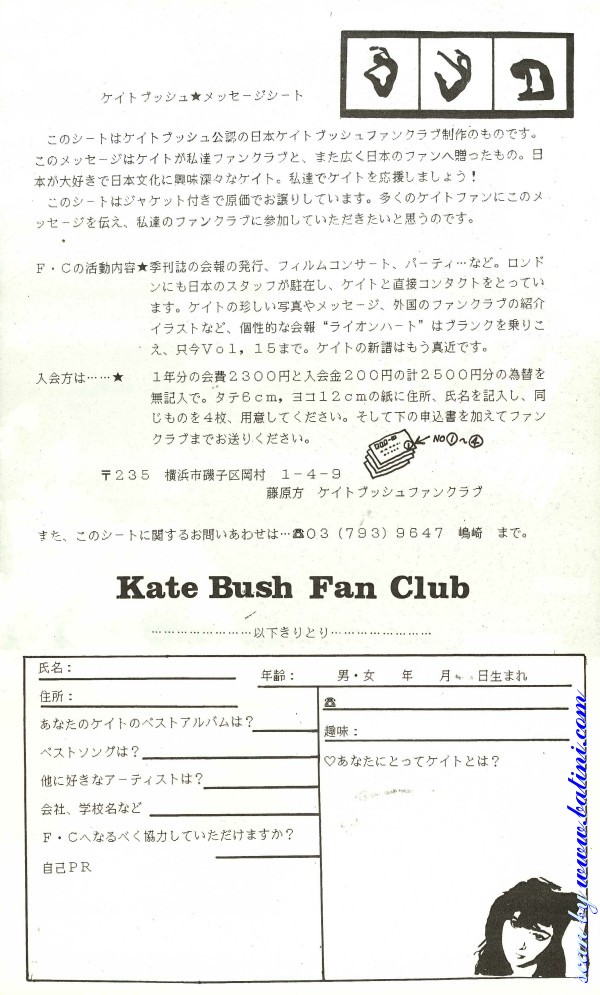 ケイトブッシュ★メッセージシート
このシートはケイトブッシュ公認の日本ケイトブッシュファンクラブ制作のものです。
このメッセージはケイトが私達ファンクラブと、また広く日本のファンへ贈ったもの。日
本が大好きで日本文化に興味深々なケイト。私達でケイトを応援しましょう！
このシートはジャケット付きで原価でお譲りしています。多くのケイトファンにこのメ
ッセージを伝え、私達のファンクラブに参加していただきたいと思うのです。
Ｆ・Ｃの活動内容★季刊誌の会報の発行、フィルムコンサート、パーティ…など。ロンド
ンにも日本のスタッフが駐在し、ケイトと直接コンタクトをとってい
ます。ケイトの珍しい写真やメッセージ、外国のファンクラブの紹介
イラストなど、個性的な会報“ライオンハート”はブランクを乗りこ
え、只今Ｖｏｌ，１５まで。ケイトの新譜はもう真近です。
入会方は……★　１年分の会費２３００円と入会金２００円の計２５００円分の為替を
無記入で。タテ６ｃｍ，ヨコ１２ｃｍの紙に住所、氏名を記入し、同
じものを４枚、用意してください。そして下の申込書を加えてファン
クラブまでお送りください。
NO①～④
〒２３５　横浜市磯子区岡村　１－４－９
藤原方　ケイトブッシュファンクラブ
また、このシートに関するお問いあわせは…☎０３（７９３）９６４７　嶋崎　まで。
Kate Bush Fan Club
……………………以下きりとり……………………
氏名：
年齢：　男・女　年　月　日生まれ
住所：
☎
あなたのケイトのベストアルバムは？
趣味：
ベストソングは？
♡あなたにとってケイトとは？
他に好きなアーティストは？
会社、学校名など
Ｆ・Ｃへなるべく協力していただけますか？
自己ＰＲ
scan by www.batini.com